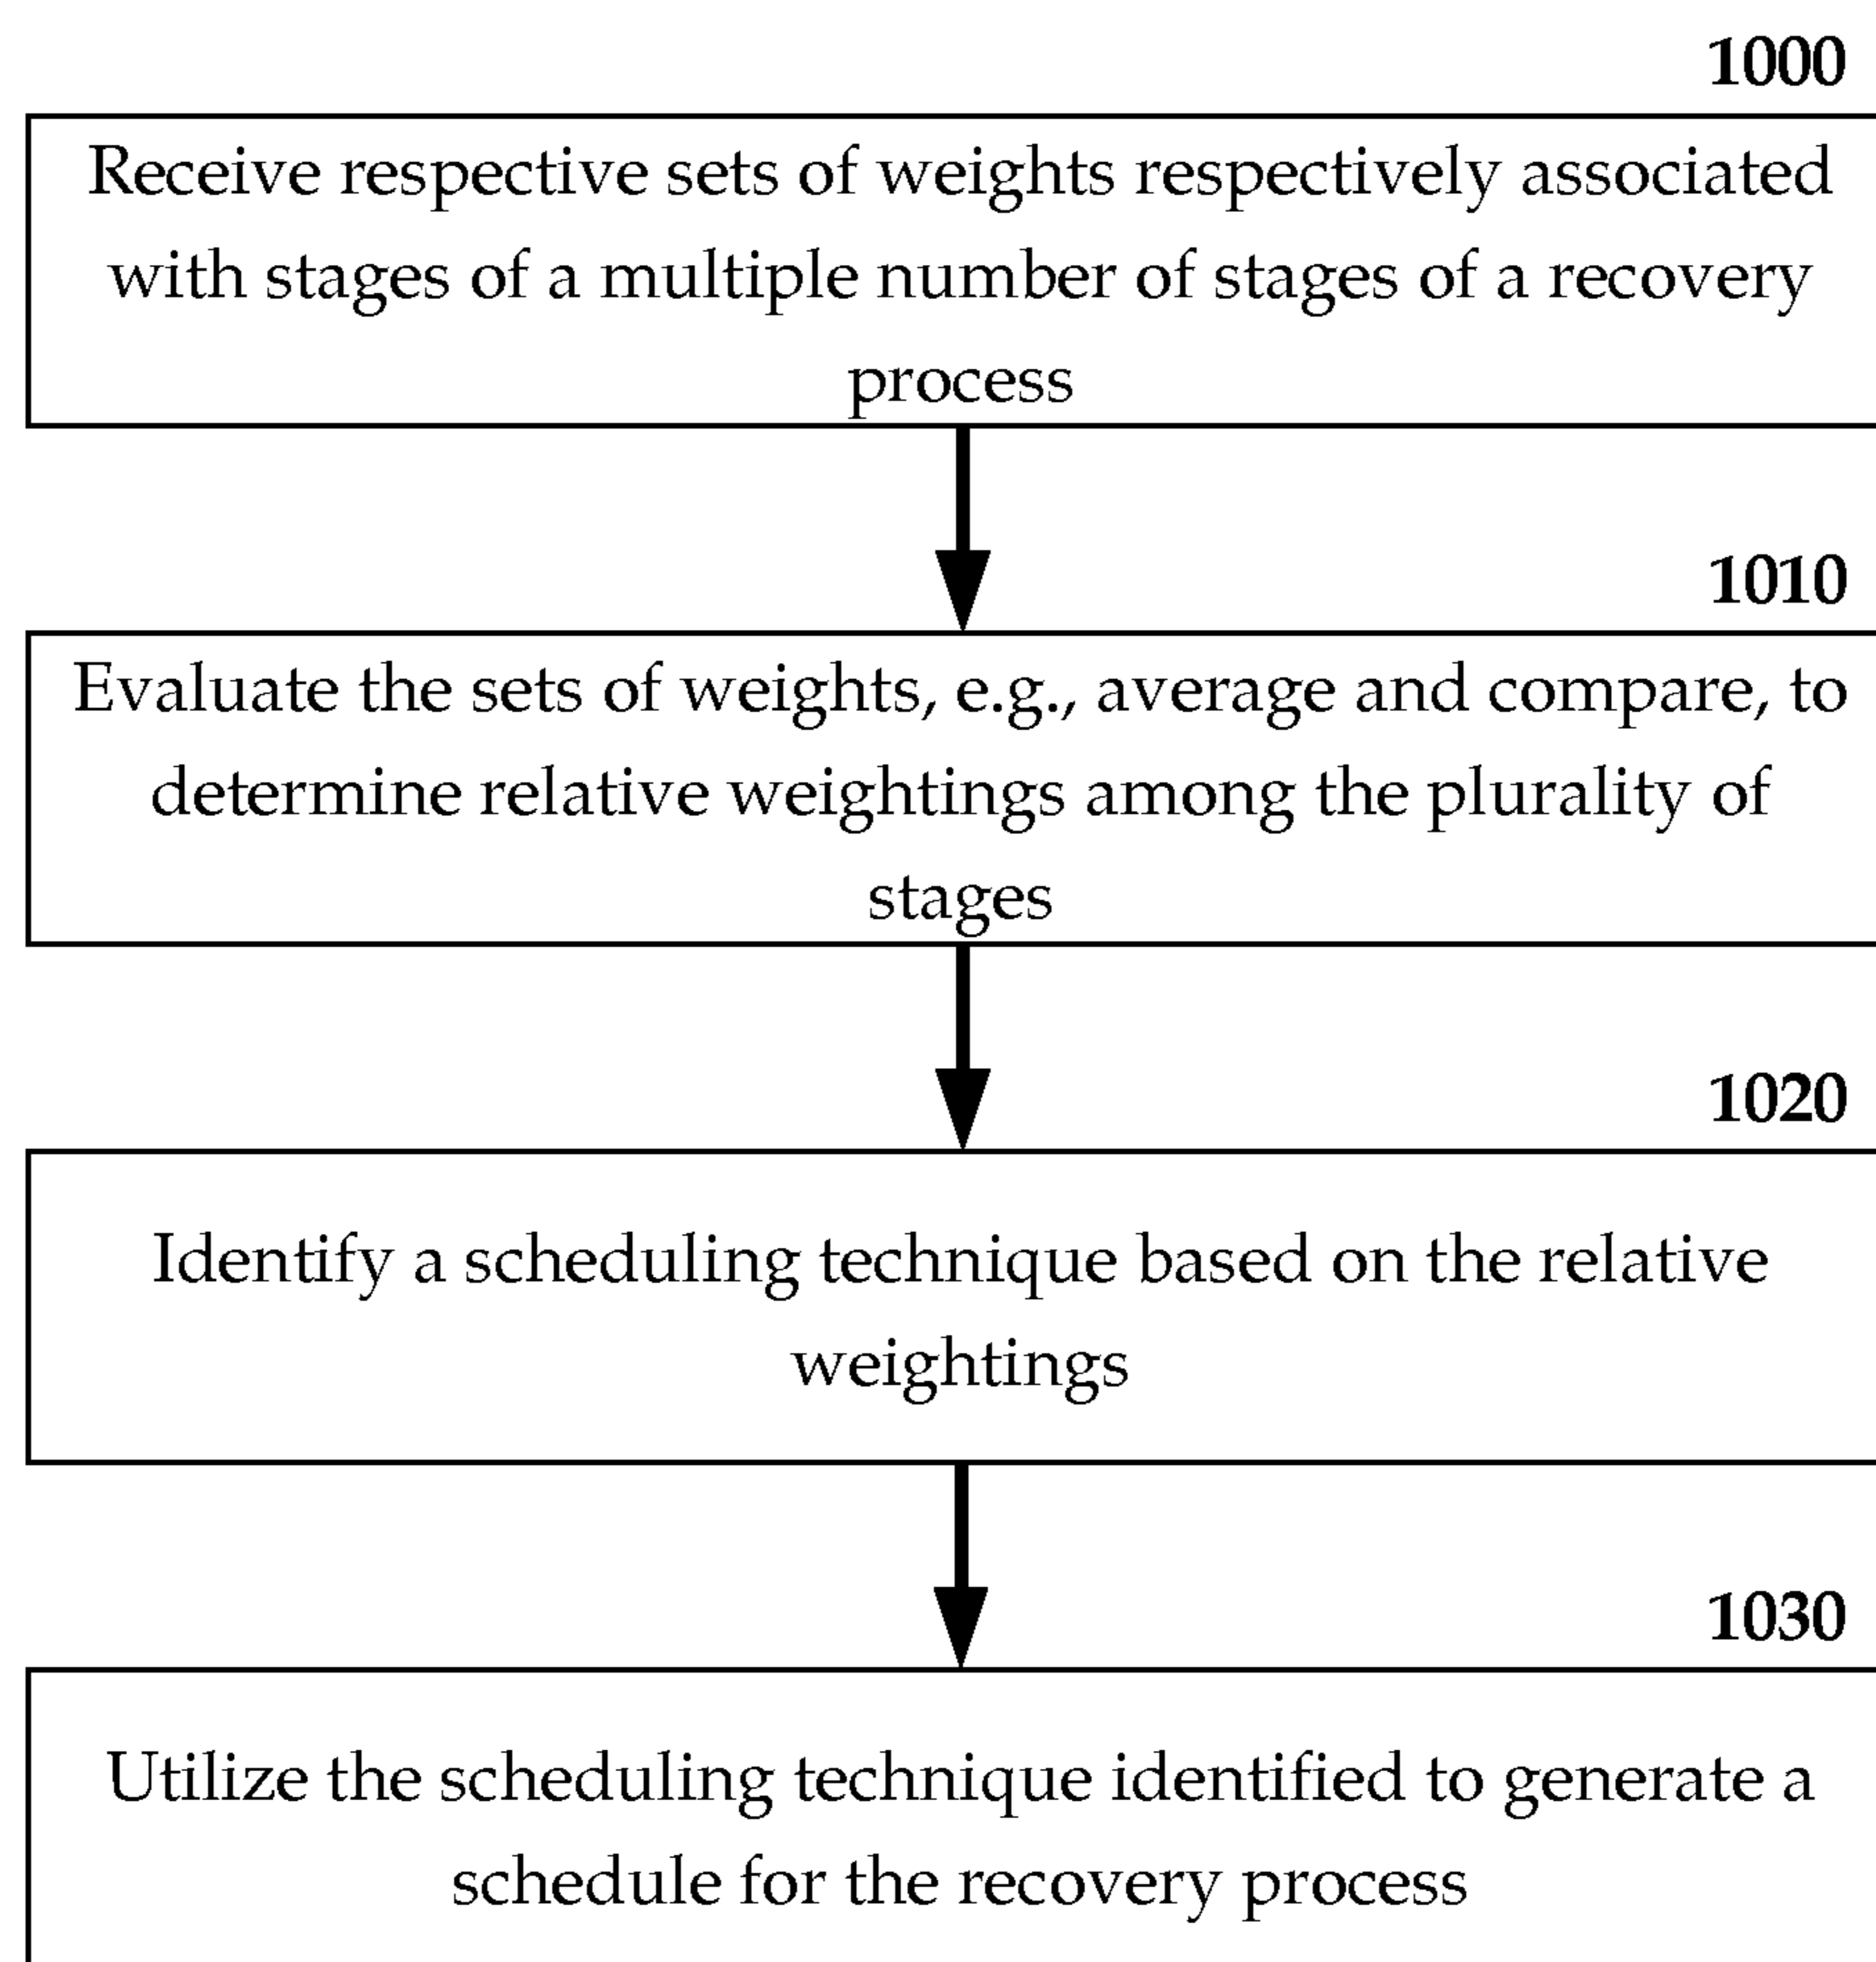 1000
Receive respective sets of weights respectively associated
with stages of a multiple number of stages of a recovery
process
1010
Evaluate the sets of weights, e.g., average and compare, to
determine relative weightings among the plurality of
stages
1020
Identify a scheduling technique based on the relative
weightings
1030
Utilize the scheduling technique identified to generate a
schedule for the recovery process